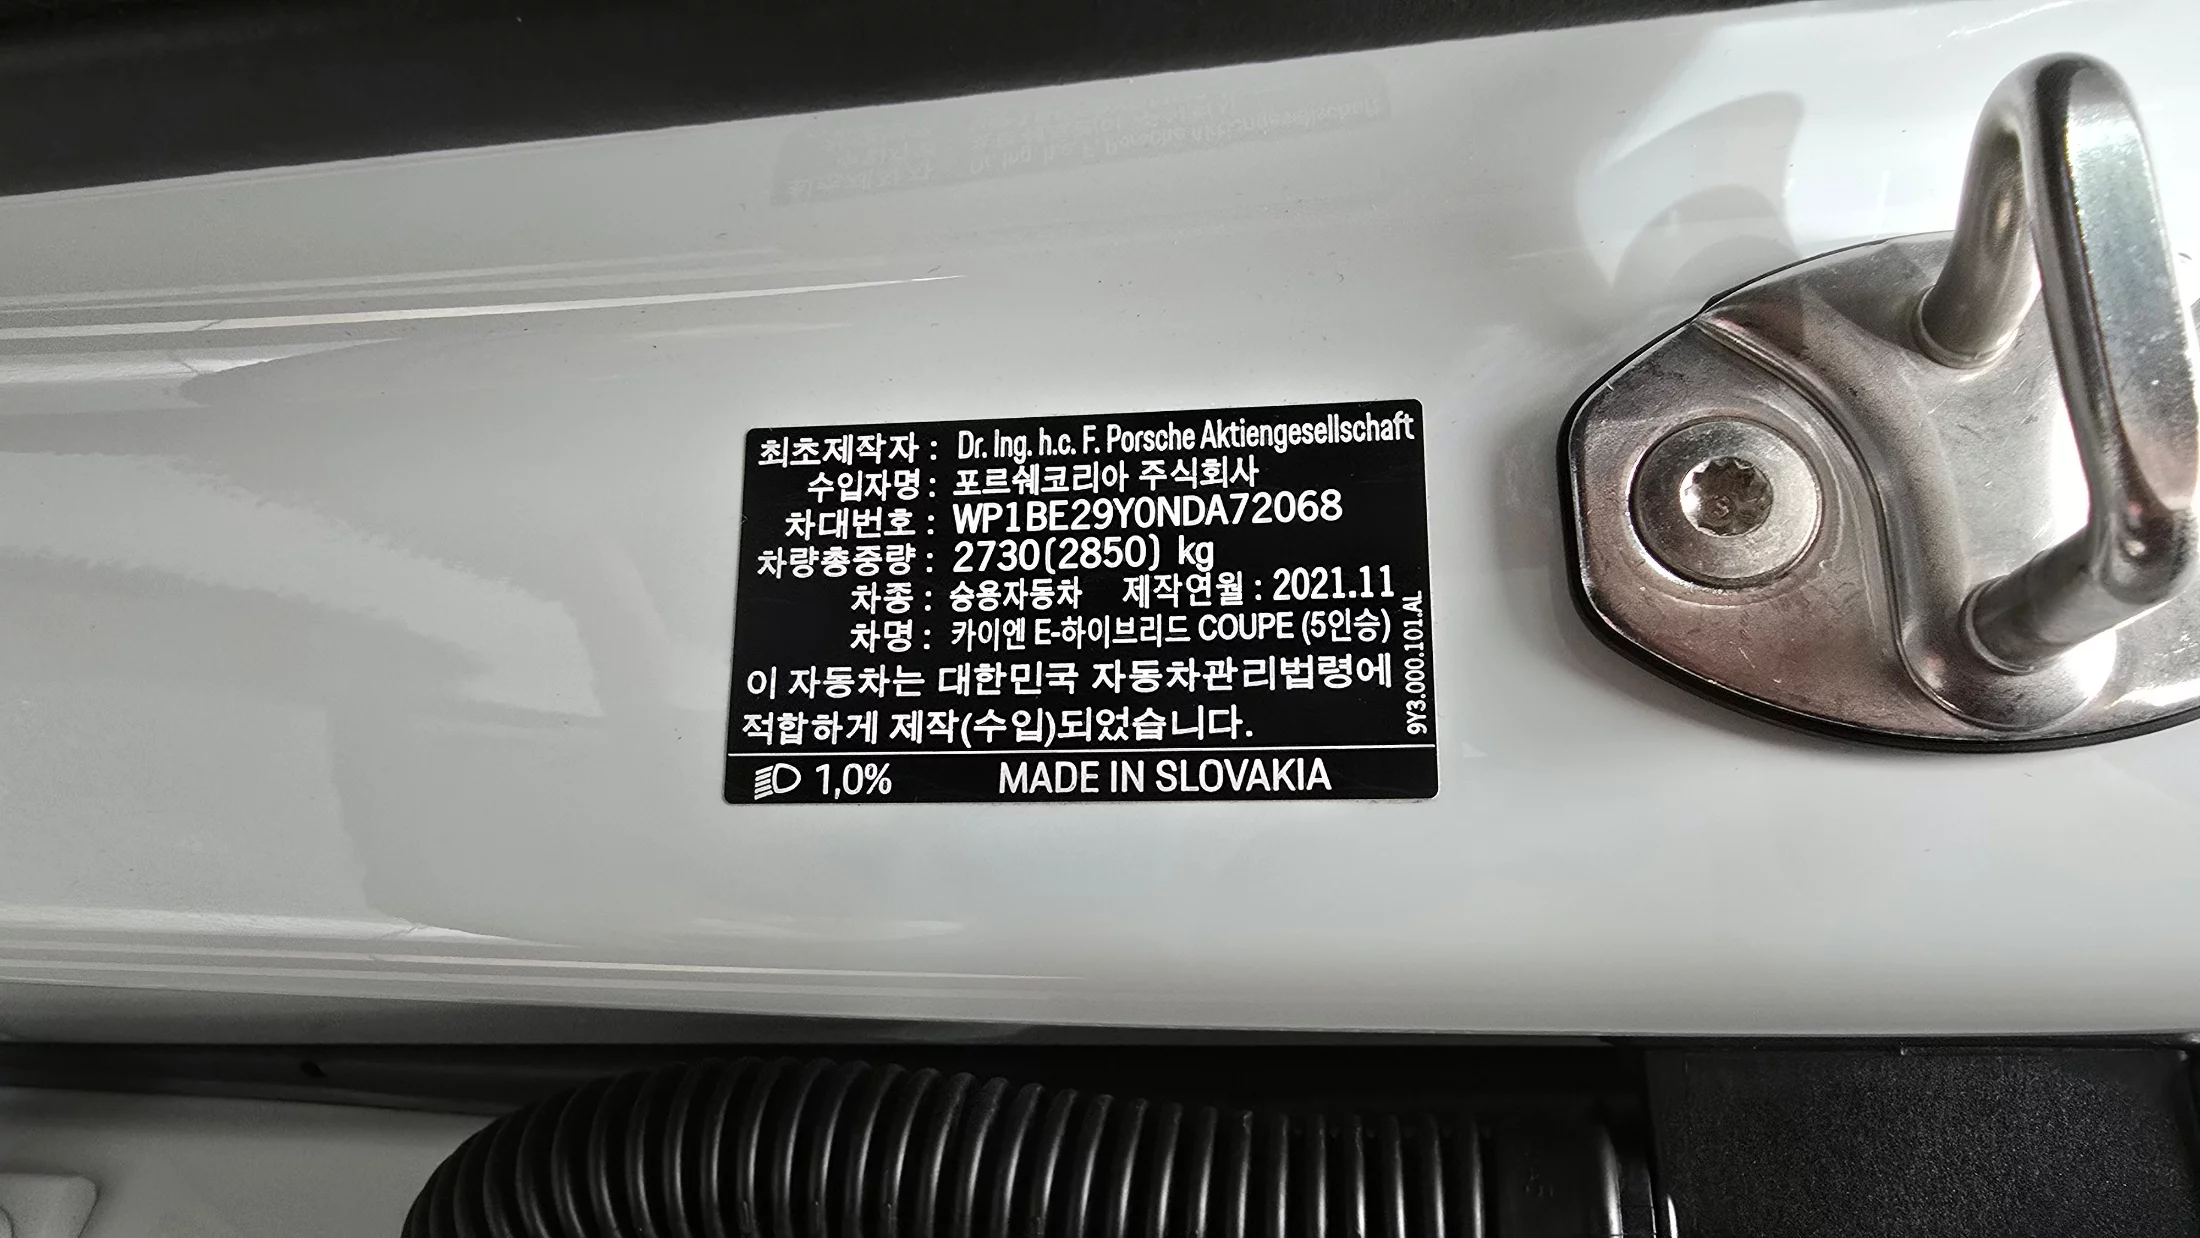 최초제작자 : Dr. Ing. h.c. F. Porsche Aktiengesellschaft
수입자명 : 포르쉐코리아 주식회사
차대번호 : WP1BE29Y0NDA72068
차량총중량 : 2730(2850) kg
차종 : 승용자동차 제작연월 : 2021.11
차명 : 카이엔 E-하이브리드 COUPE (5인승)
이 자동차는 대한민국 자동차관리법령에
적합하게 제작(수입)되었습니다.
9Y3.000.101.AL
1,0% MADE IN SLOVAKIA